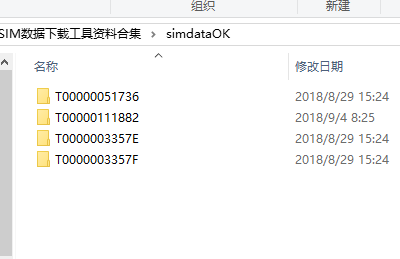 组织 新建
SIM数据下载工具资料合集 > simdataOK
名称 修改日期
T00000051736 2018/8/29 15:24
T00000111882 2018/9/4 8:25
T0000003357E 2018/8/29 15:24
T0000003357F 2018/8/29 15:24